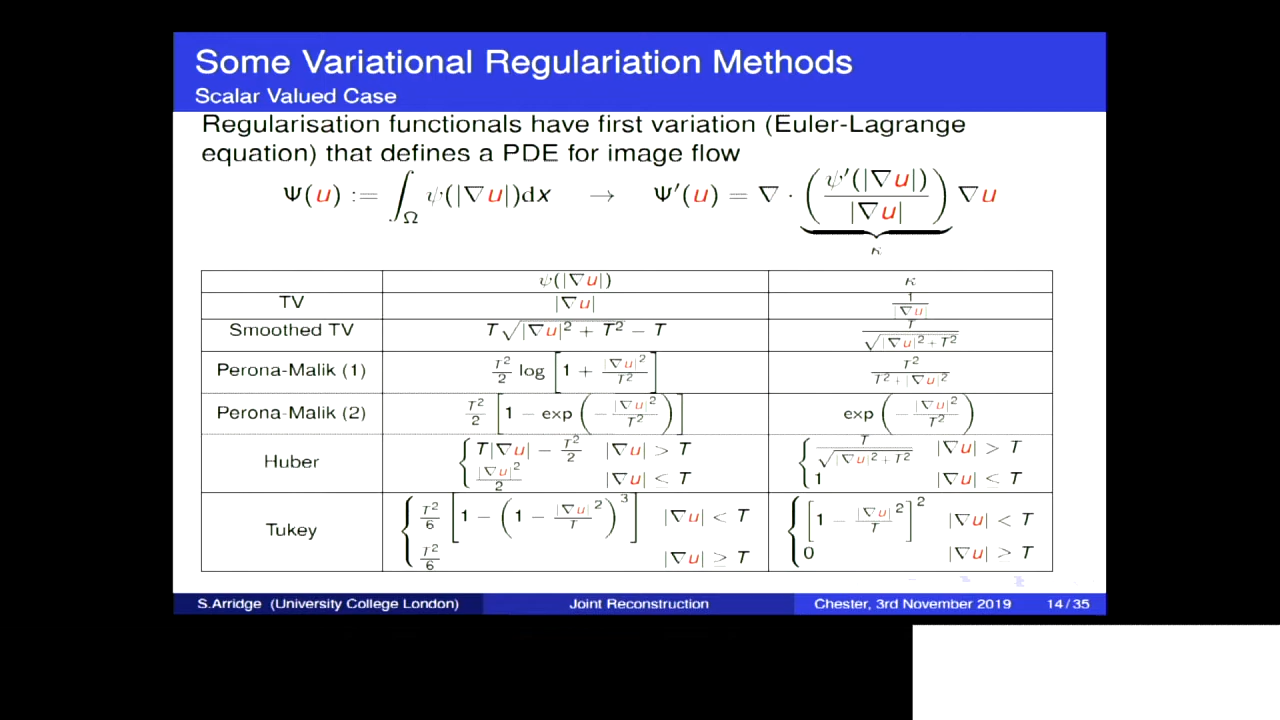 Some Variational Regulariation Methods
Scalar Valued Case
Regularisation functionals have first variation (Euler-Lagrange
equation) that defines a PDE for image flow
Ψ(u) := ∫_Ω ψ(|∇u|)dx → Ψ′(u) = ∇ · (ψ′(|∇u|) / |∇u|) ∇u
κ
ψ(|∇u|) κ
TV |∇u| 1/|∇u|
Smoothed TV T√(|∇u|² + T²) − T T/√(|∇u|²+T²)
Perona-Malik (1) T²/2 log [1 + |∇u|²/T²] T²/(T²+|∇u|²)
Perona-Malik (2) T²/2 [1 − exp(−|∇u|²/T²)] exp(−|∇u|²/T²)
Huber { T|∇u| − T²/2 |∇u| > T { T/√(|∇u|²+T²) |∇u| > T
|∇u|²/2 |∇u| ≤ T 1 |∇u| ≤ T
Tukey { T²/6 [1 − (1 − |∇u|/T ²)³] |∇u| < T { [1 − |∇u|/T ²]² |∇u| < T
T²/6 |∇u| ≥ T 0 |∇u| > T
S.Arridge (University College London) Joint Reconstruction Chester, 3rd November 2019 14/35